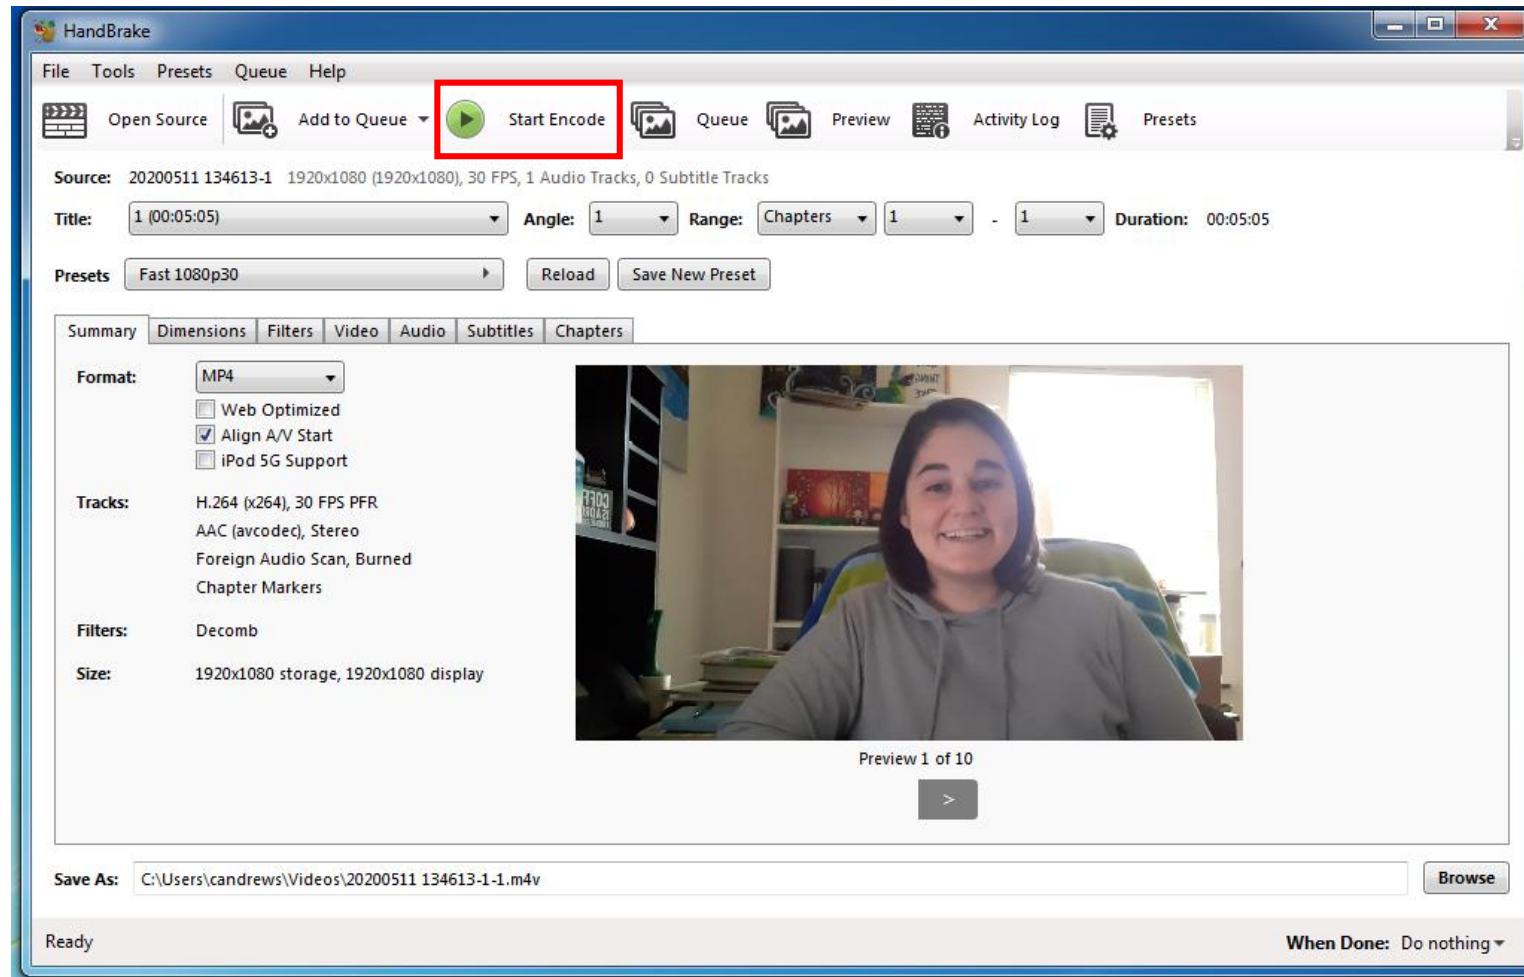 HandBrake
File Tools Presets Queue Help
Open Source Add to Queue Start Encode Queue Preview Activity Log Presets
Source: 20200511 134613-1 1920x1080 (1920x1080), 30 FPS, 1 Audio Tracks, 0 Subtitle Tracks
Title: 1 (00:05:05) Angle: 1 Range: Chapters 1 - 1 Duration: 00:05:05
Presets Fast 1080p30 Reload Save New Preset
Summary Dimensions Filters Video Audio Subtitles Chapters
Format: MP4
Web Optimized
Align A/V Start
iPod 5G Support
Tracks: H.264 (x264), 30 FPS PFR
AAC (avcodec), Stereo
Foreign Audio Scan, Burned
Chapter Markers
Filters: Decomb
Size: 1920x1080 storage, 1920x1080 display
Preview 1 of 10
>
Save As: C:\Users\candrews\Videos\20200511 134613-1-1.m4v Browse
Ready When Done: Do nothing